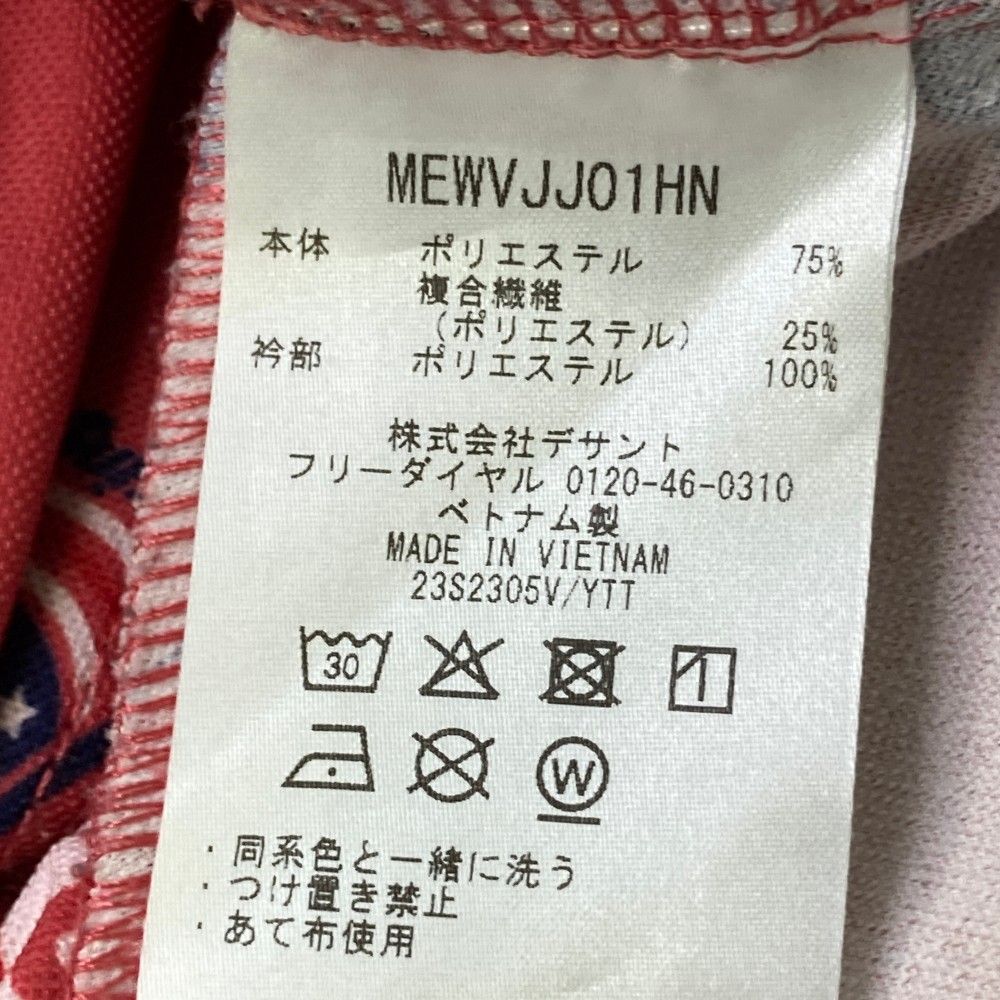 MEWVJJ01HN
本体 ポリエステル 75%
複合繊維
(ポリエステル) 25%
衿部 ポリエステル 100%
株式会社デサント
フリーダイヤル 0120-46-0310
ベトナム製
MADE IN VIETNAM
23S2305V/YTT
30
W
・同系色と一緒に洗う
・つけ置き禁止
・あて布使用